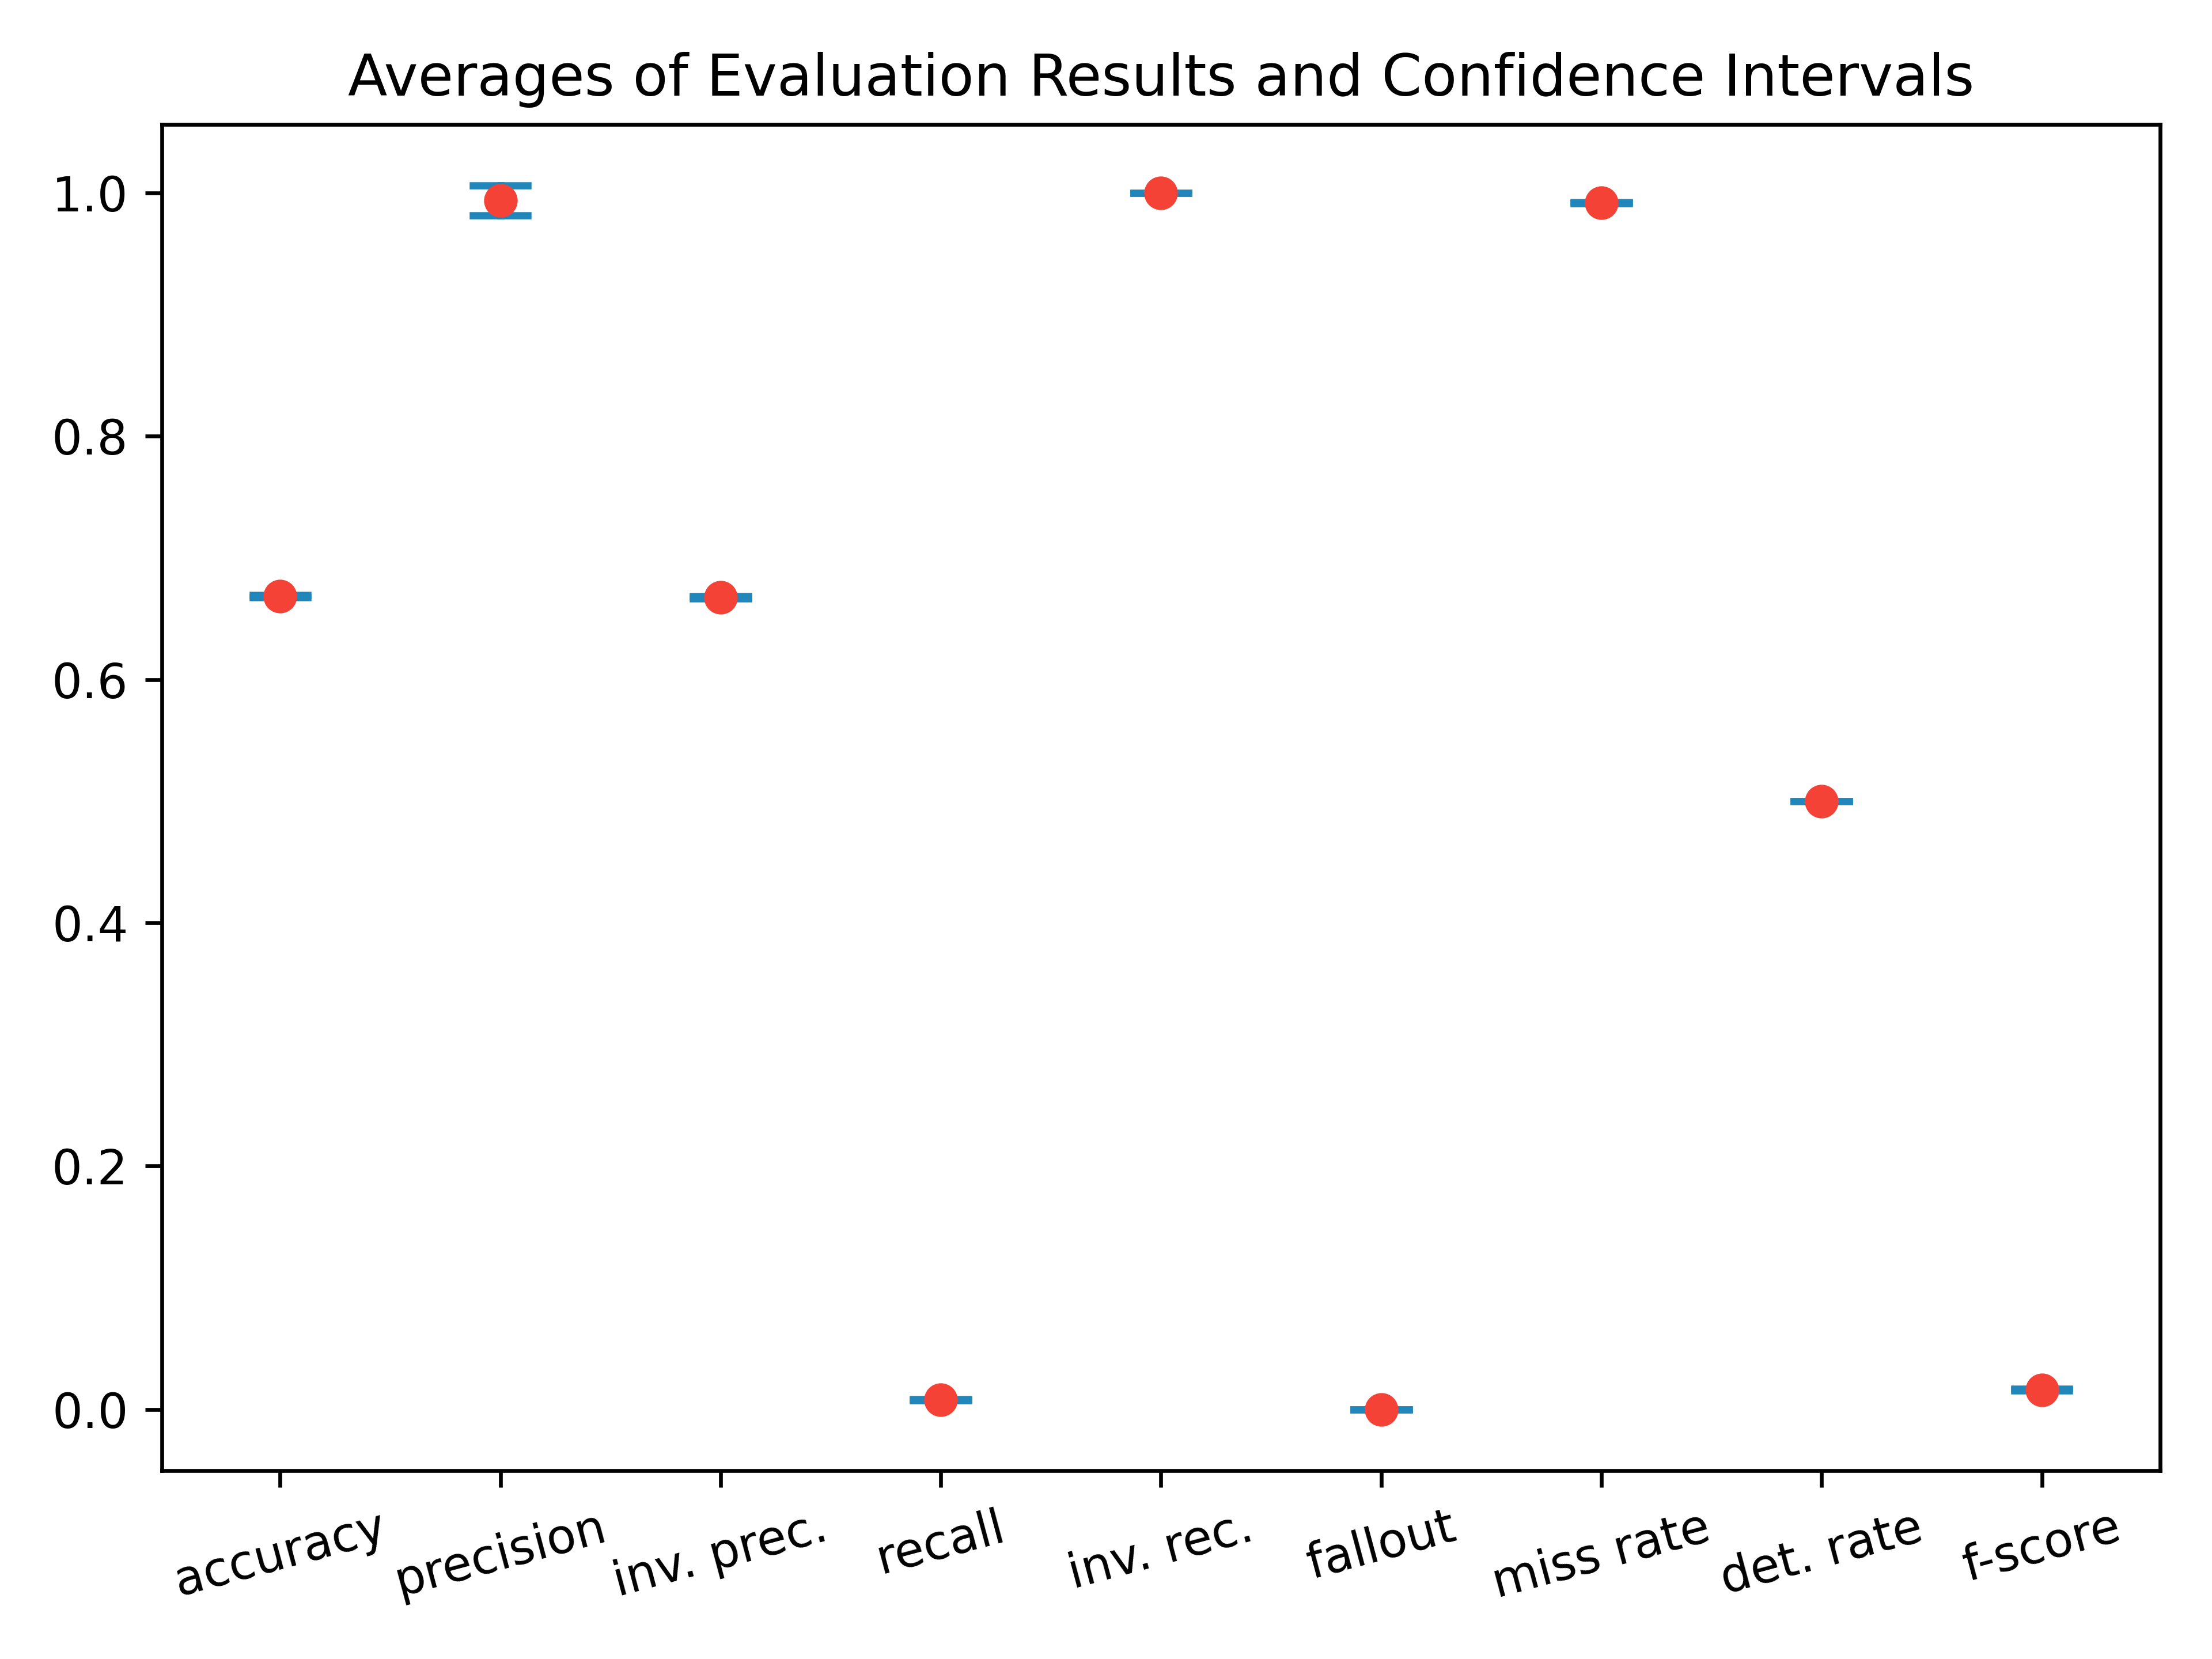 Averages of Evaluation Results and Confidence Intervals
1.0
0.8
0.6
0.4
0.2
0.0
accuracy
precision
inv. prec.
recall
inv. rec.
fallout
miss rate
det. rate
f-score